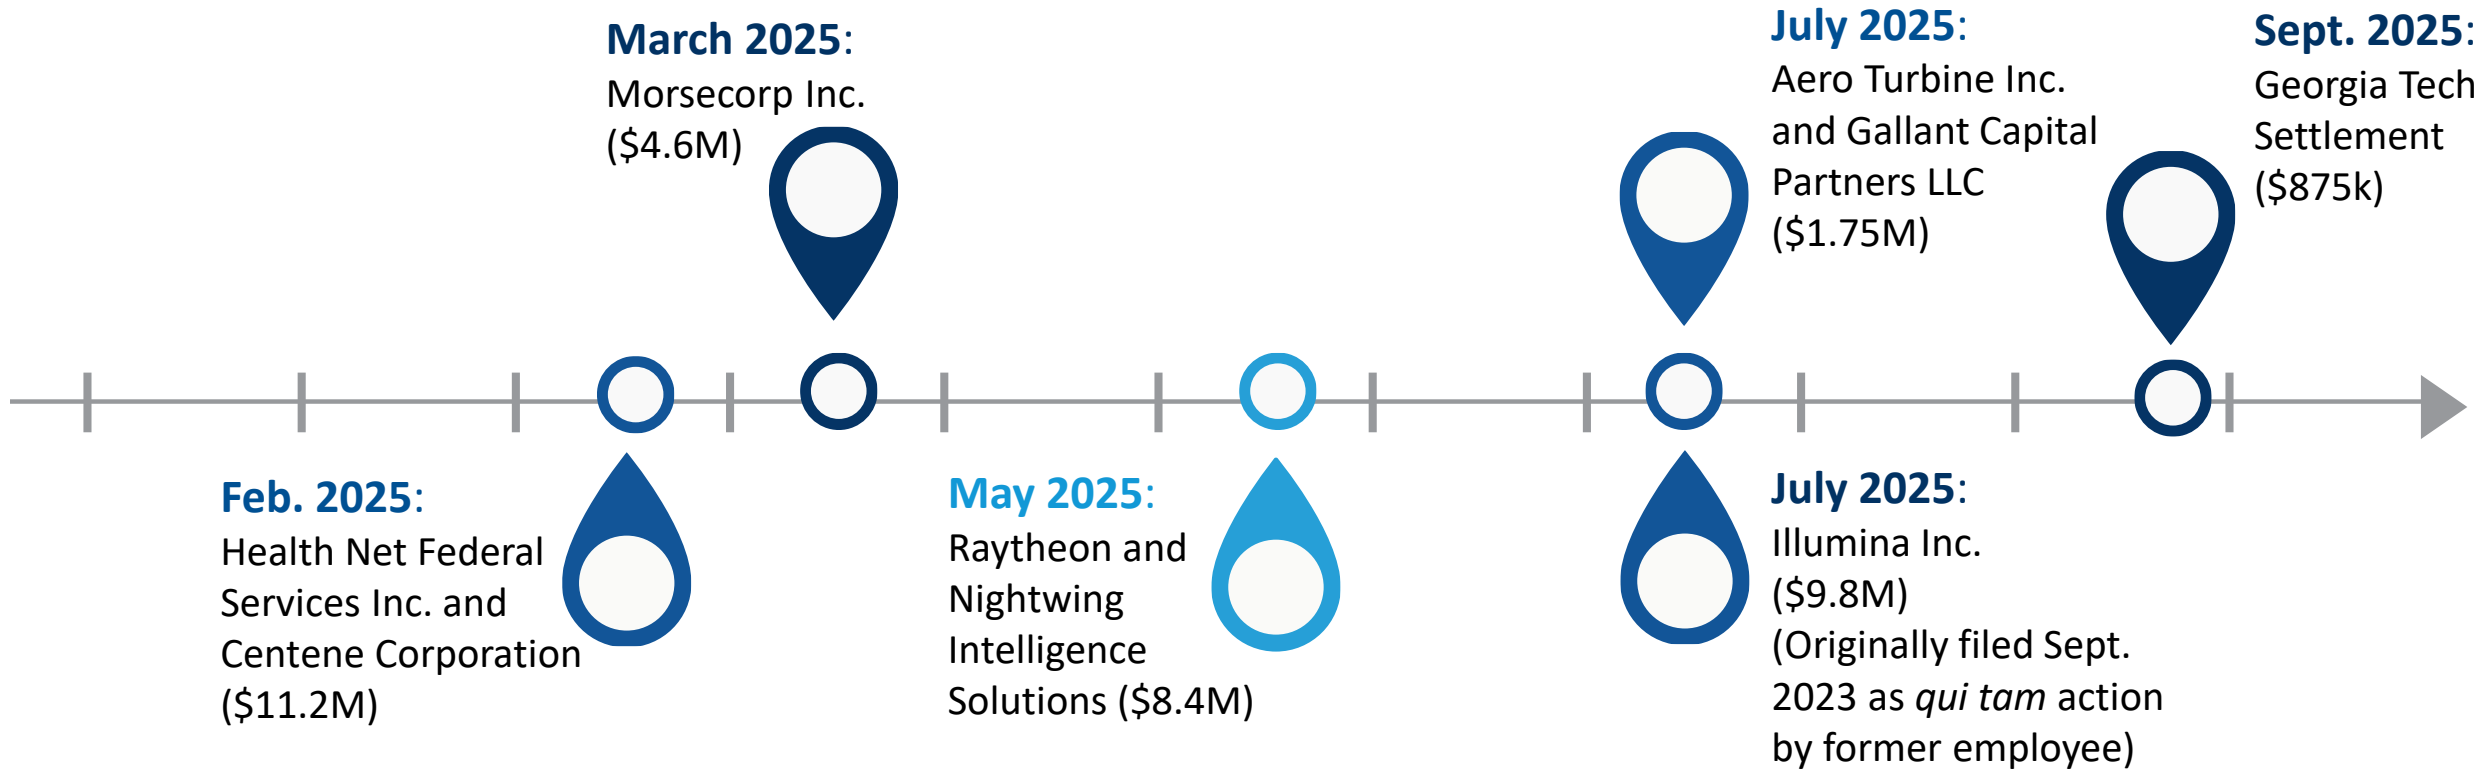 March 2025:
Morsecorp Inc.
($4.6M)
July 2025:
Aero Turbine Inc.
and Gallant Capital
Partners LLC
($1.75M)
Sept. 2025:
Georgia Tech
Settlement
($875k)
Feb. 2025:
Health Net Federal
Services Inc. and
Centene Corporation
($11.2M)
May 2025:
Raytheon and
Nightwing
Intelligence
Solutions ($8.4M)
July 2025:
Illumina Inc.
($9.8M)
(Originally filed Sept.
2023 as qui tam action
by former employee)